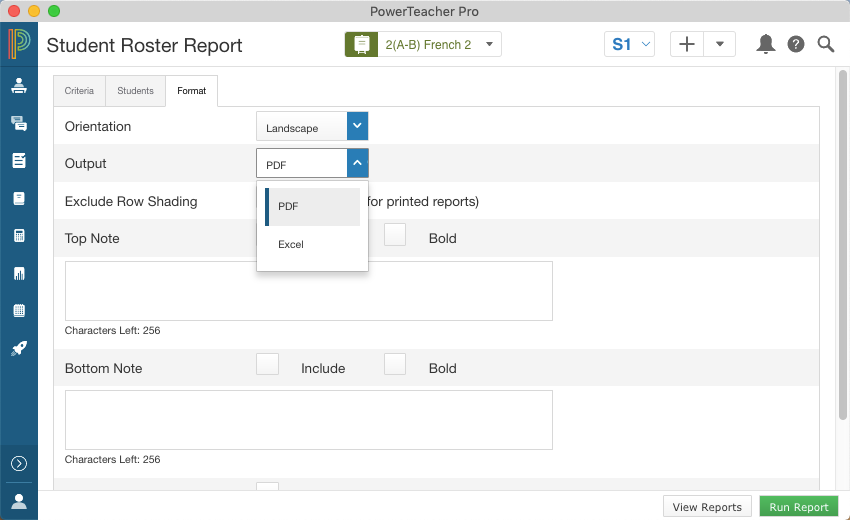 PowerTeacher Pro
Student Roster Report
2(A-B) French 2
S1
Criteria
Students
Format
Orientation
Landscape
Output
PDF
PDF
Excel
Exclude Row Shading
for printed reports)
Top Note
Bold
Characters Left: 256
Bottom Note
Include
Bold
Characters Left: 256
View Reports
Run Report